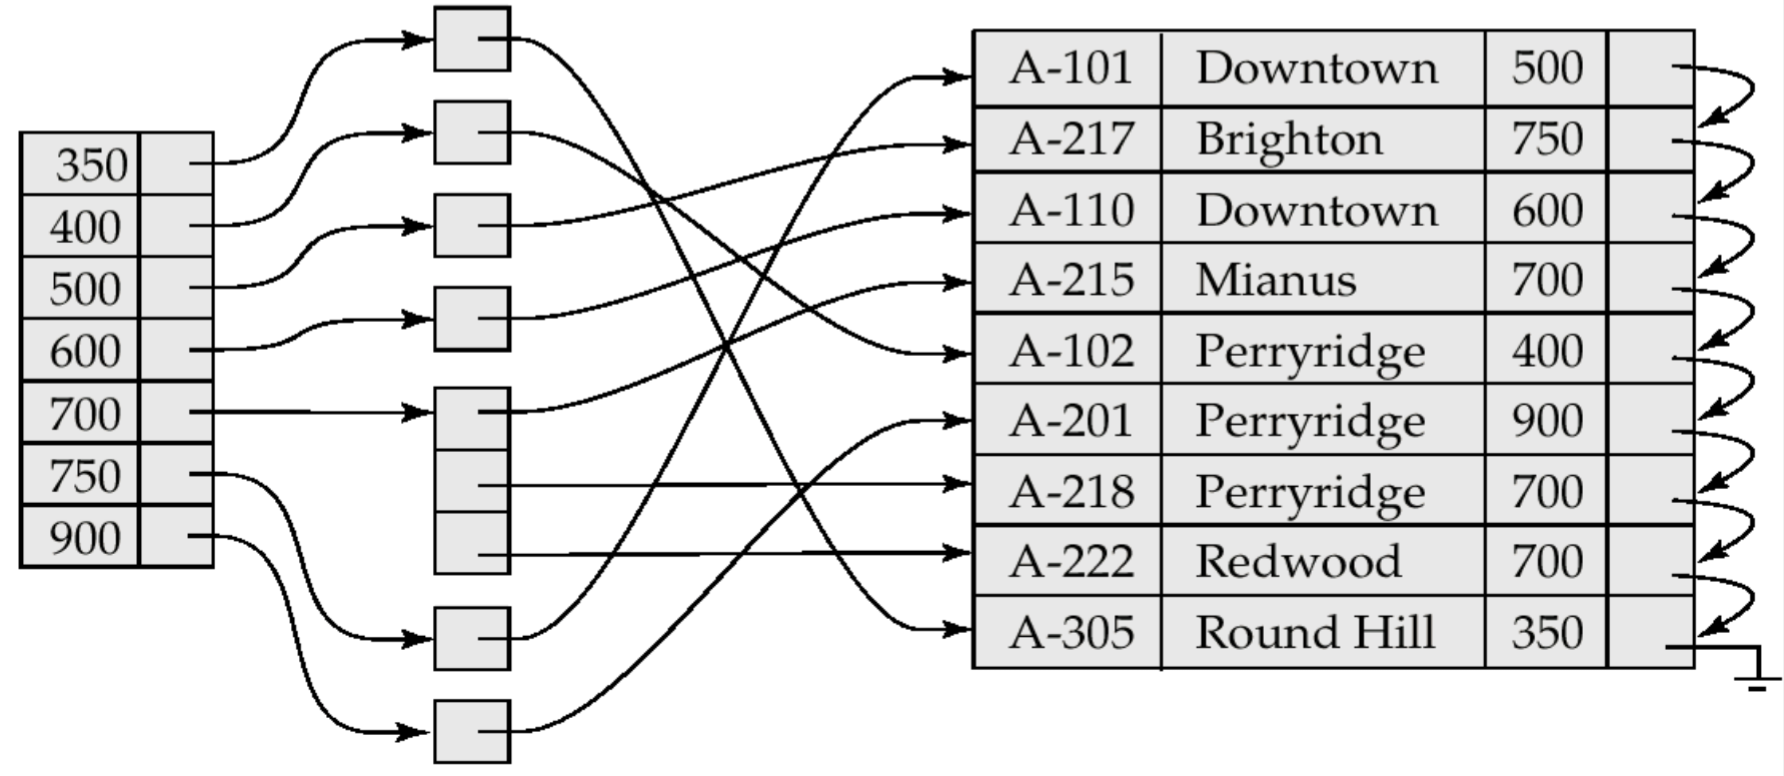 350
400
500
600
700
750
900
A-101 Downtown 500
A-217 Brighton 750
A-110 Downtown 600
A-215 Mianus 700
A-102 Perryridge 400
A-201 Perryridge 900
A-218 Perryridge 700
A-222 Redwood 700
A-305 Round Hill 350